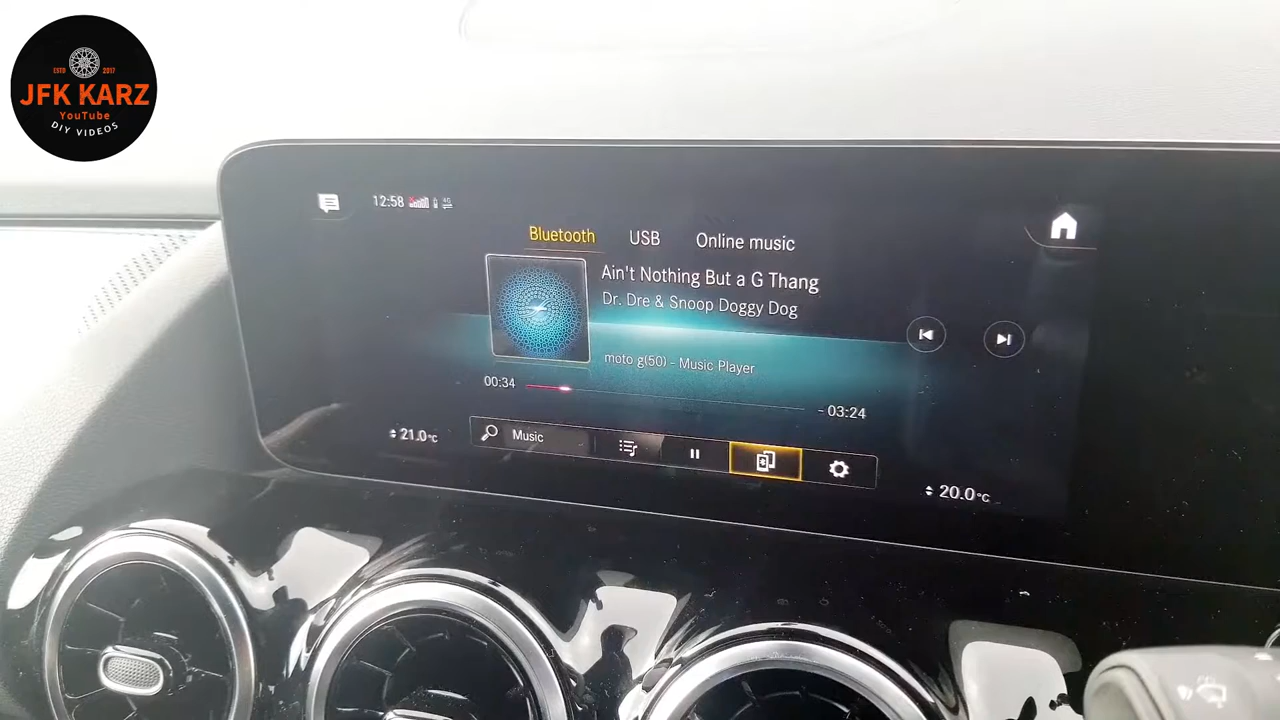 ESTD 2017
JFK KARZ
YouTube
DIY VIDEOS
12:58 4G
Bluetooth USB Online music
Ain't Nothing But a G Thang
Dr. Dre & Snoop Doggy Dog
moto g(50) - Music Player
00:34 - 03:24
21.0°C Music 20.0°C